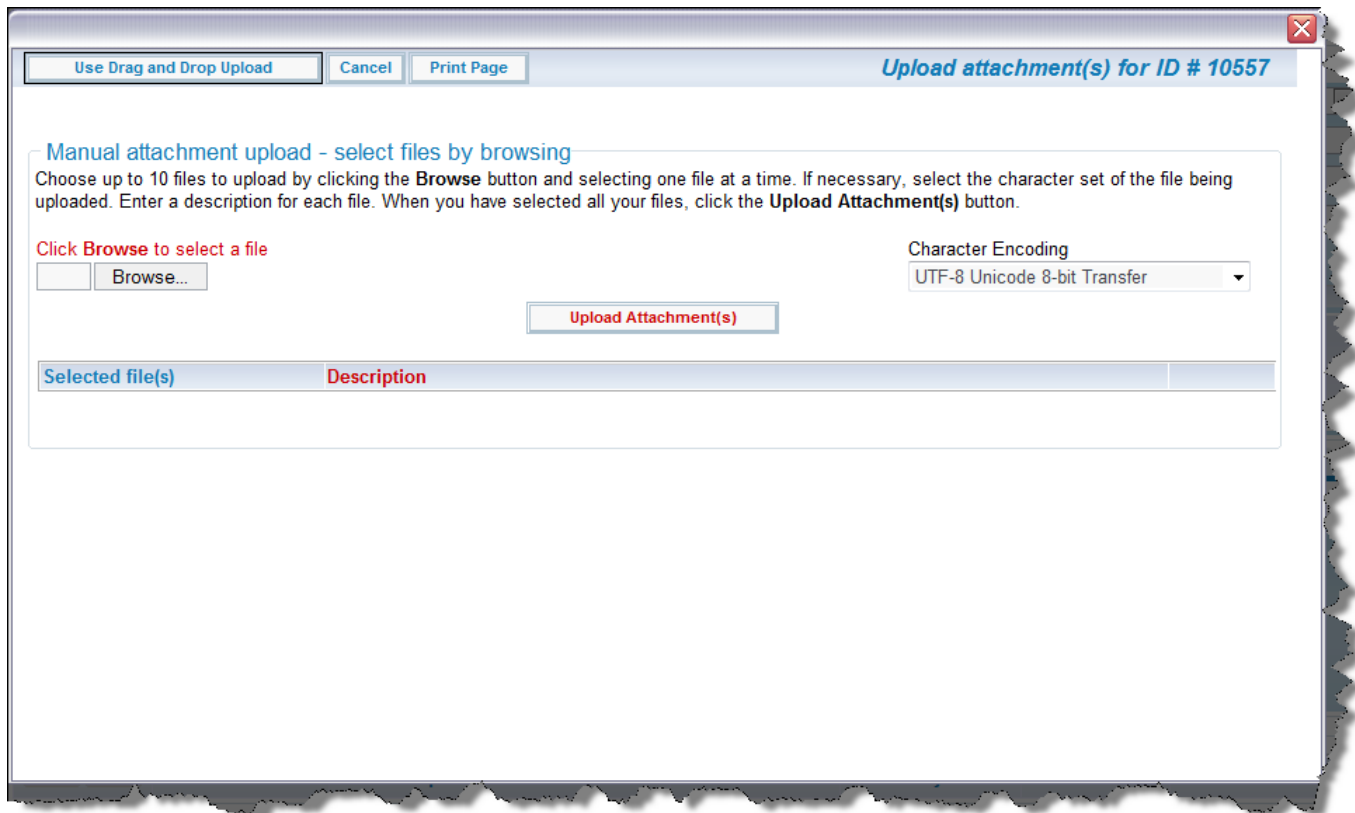 Use Drag and Drop Upload Cancel Print Page Upload attachment(s) for ID # 10557
Manual attachment upload - select files by browsing
Choose up to 10 files to upload by clicking the Browse button and selecting one file at a time. If necessary, select the character set of the file being
uploaded. Enter a description for each file. When you have selected all your files, click the Upload Attachment(s) button.
Click Browse to select a file Character Encoding
Browse... UTF-8 Unicode 8-bit Transfer
Upload Attachment(s)
Selected file(s) Description